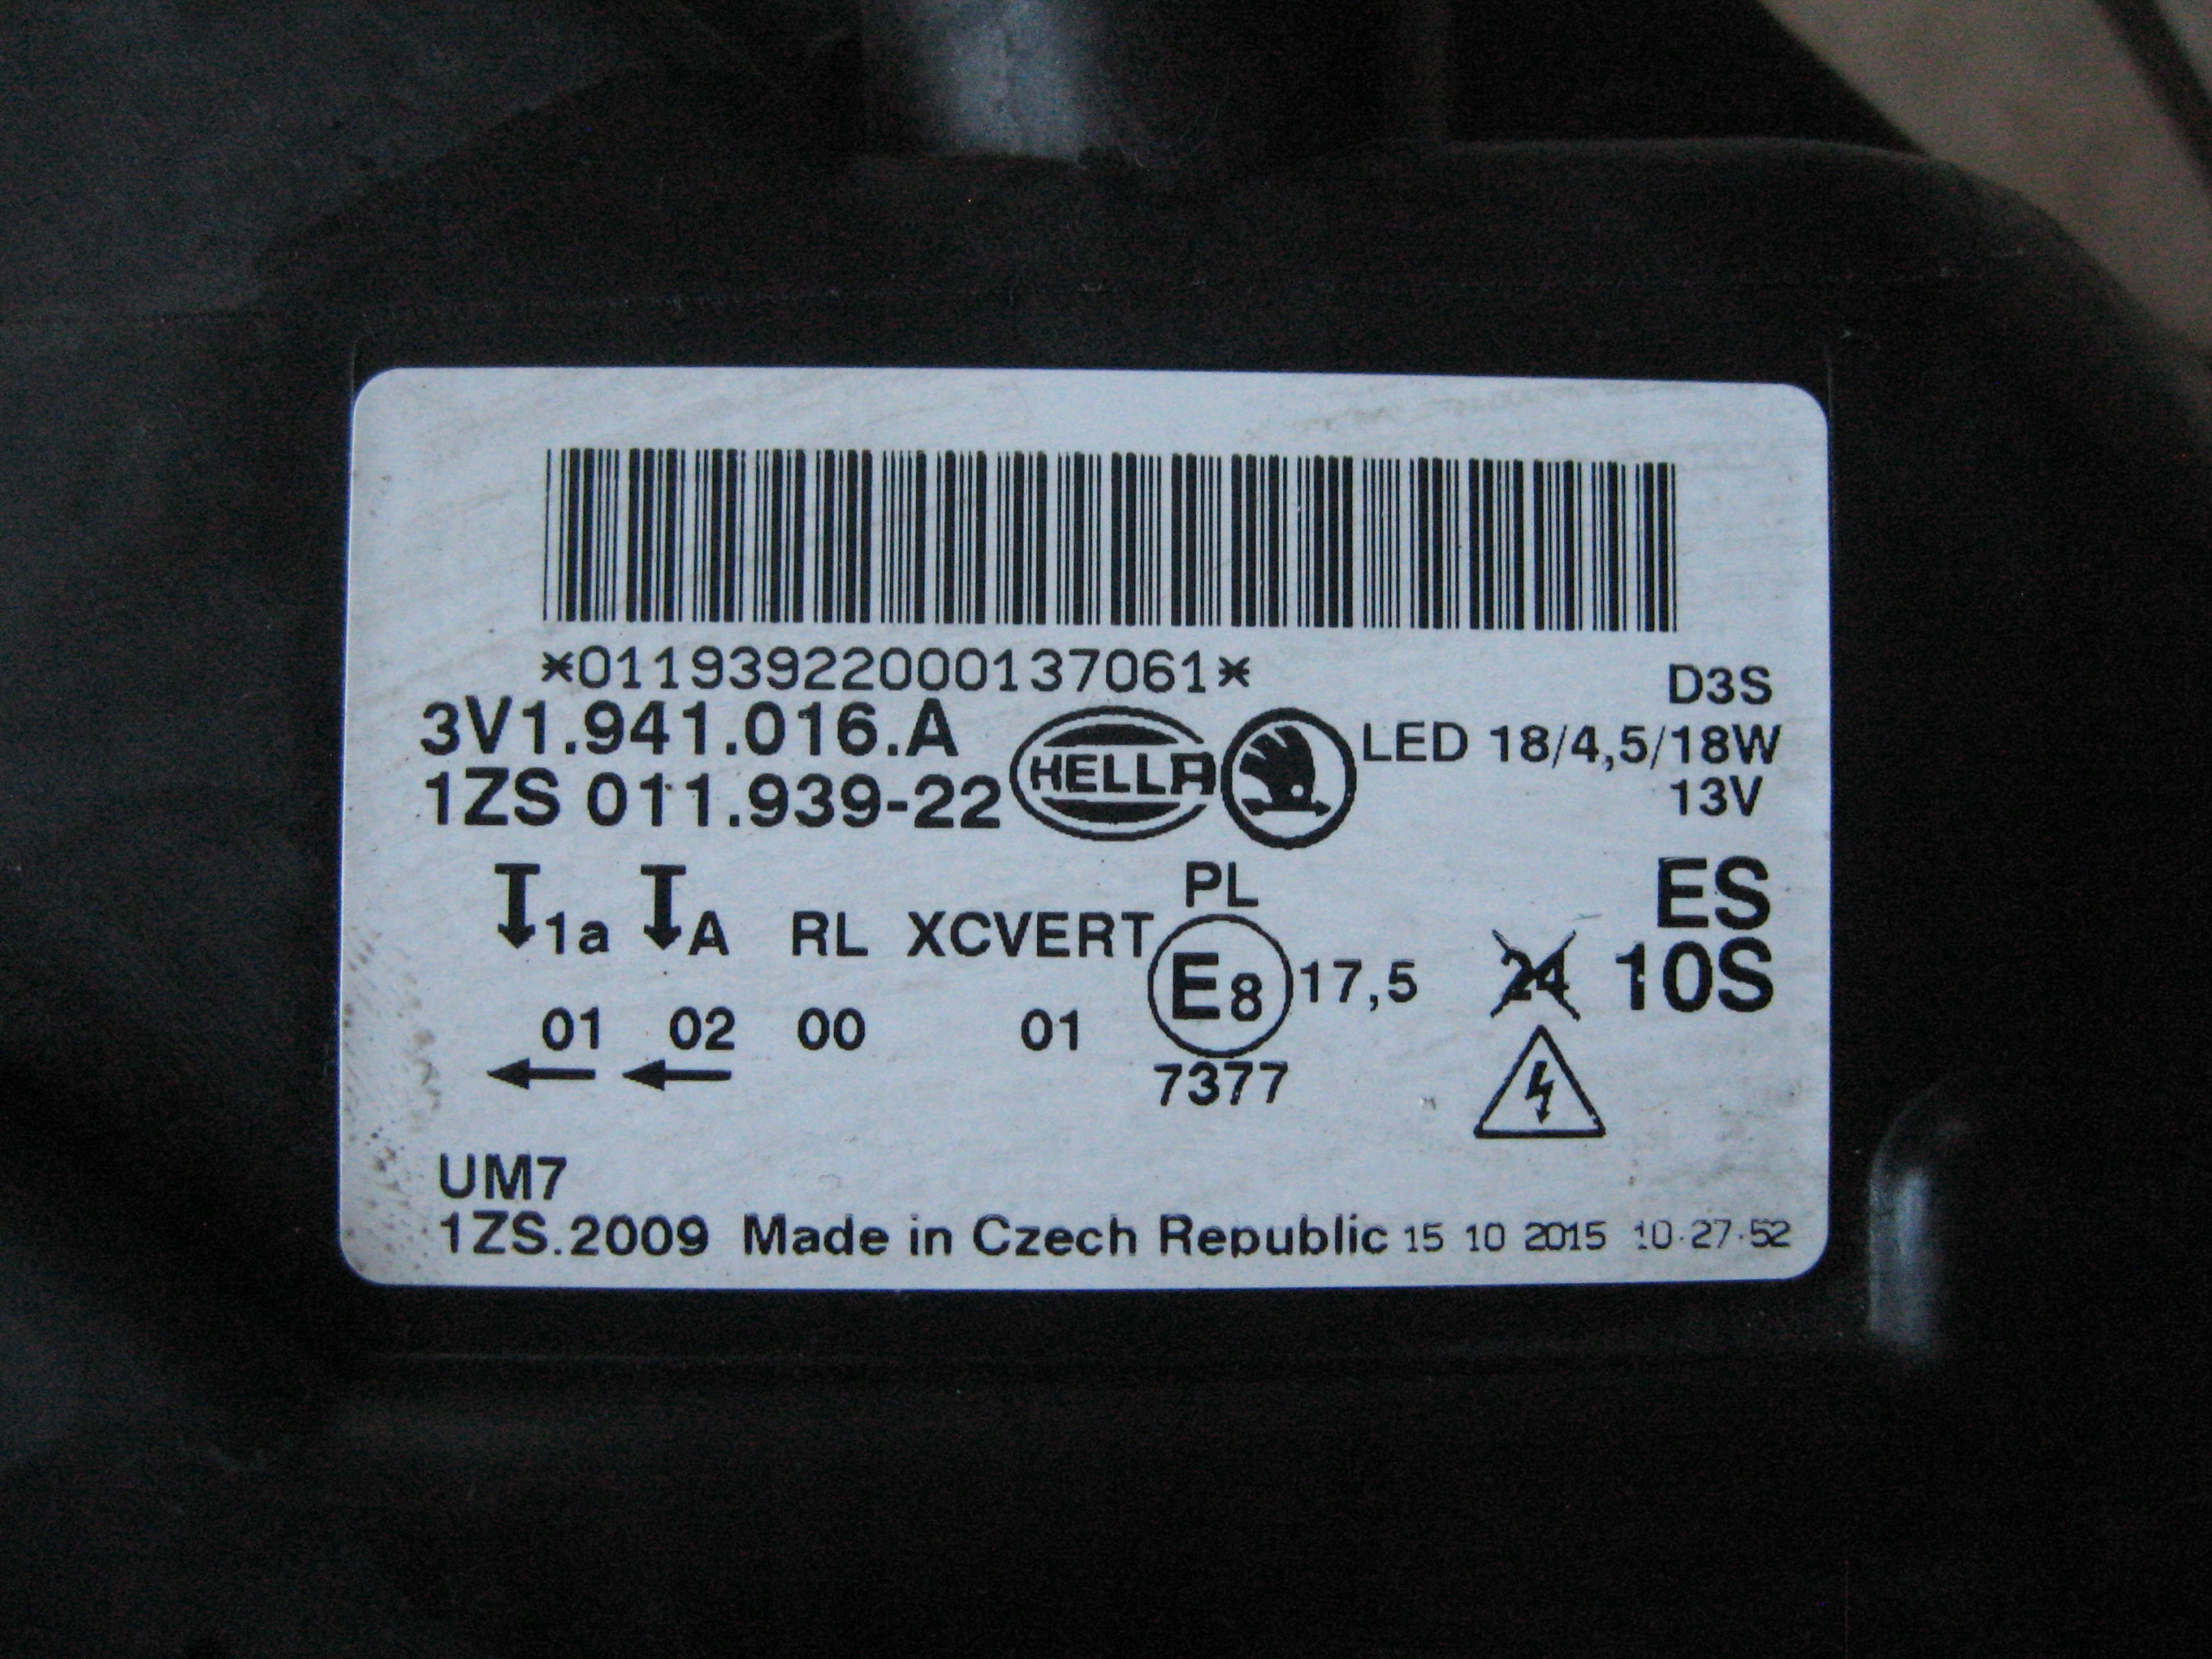 *011939922000137061*
D3S
3V1.941.016.A
HELLA
LED 18/4,5/18W
1ZS 011.939-22
13V
PL
ES
1a A RL XCVERT
E8 17,5 24 10S
01 02 00 01
7377
UM7
1ZS.2009 Made in Czech Republic 15 10 2015 10·27·52